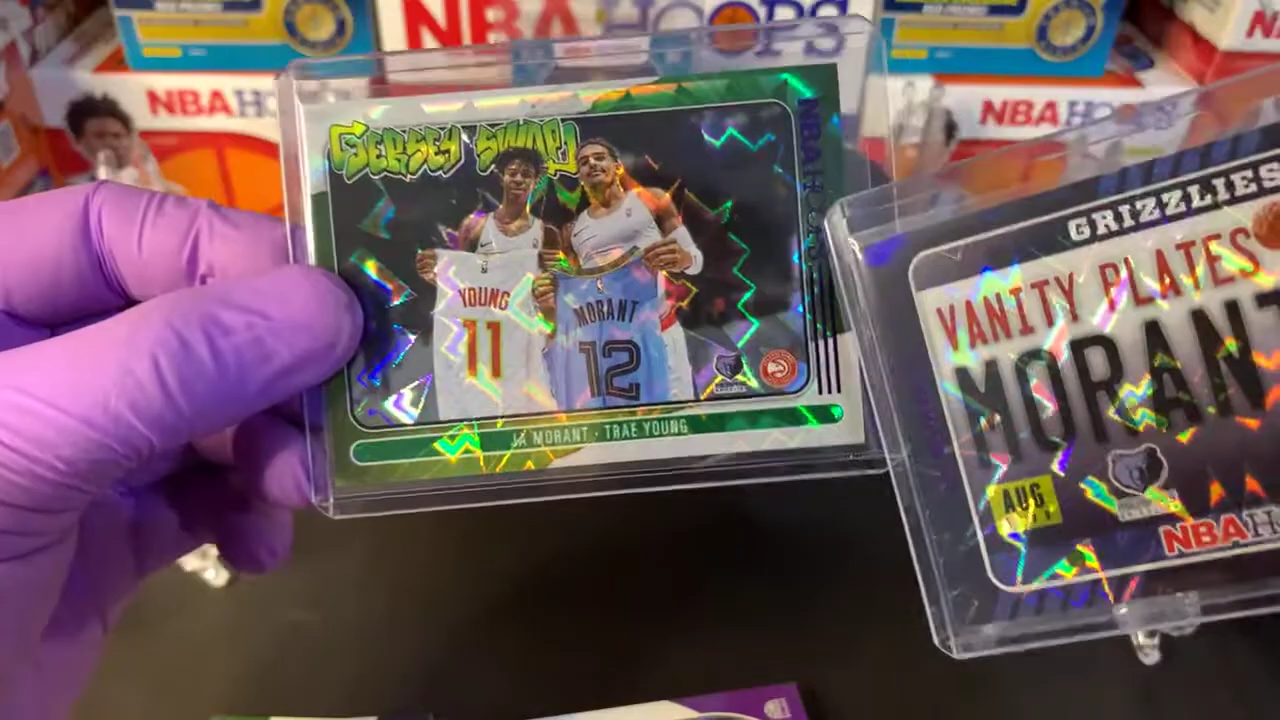 NBA HOOPS
NBA HO
NBA HOOPS
JERSEY SWAP!
NBA HOOPS
YOUNG
11
MORANT
12
JA MORANT · TRAE YOUNG
GRIZZLIES
VANITY PLATES
MORANT
AUG
NBA H